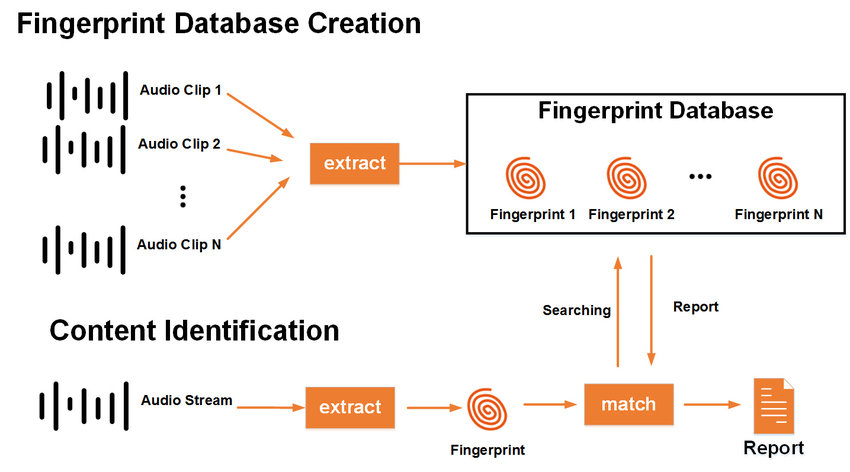 Fingerprint Database Creation
Audio Clip 1
Audio Clip 2
Audio Clip N
extract
Fingerprint Database
Fingerprint 1
Fingerprint 2
Fingerprint N
Searching
Report
Content Identification
Audio Stream
extract
Fingerprint
match
Report